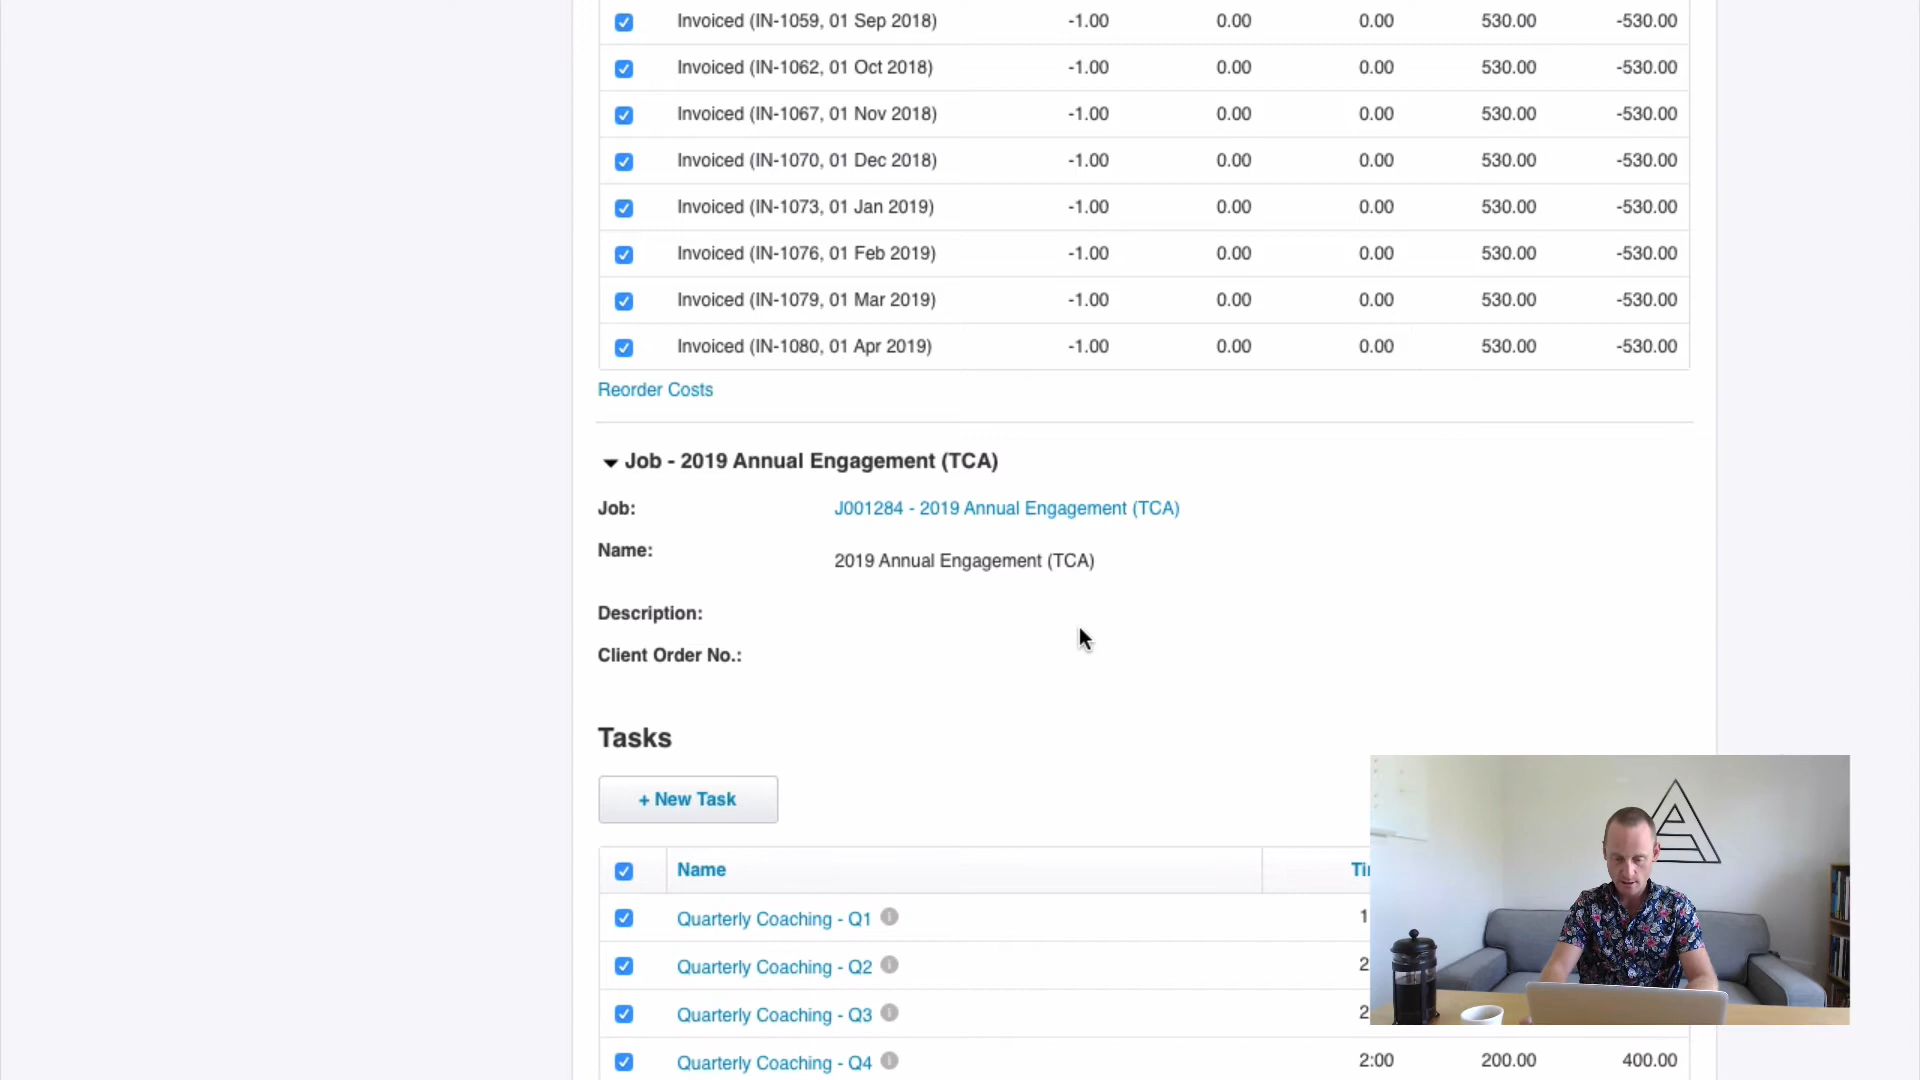 Invoiced (IN-1059, 01 Sep 2018) -1.00 0.00 0.00 530.00 -530.00
Invoiced (IN-1062, 01 Oct 2018) -1.00 0.00 0.00 530.00 -530.00
Invoiced (IN-1067, 01 Nov 2018) -1.00 0.00 0.00 530.00 -530.00
Invoiced (IN-1070, 01 Dec 2018) -1.00 0.00 0.00 530.00 -530.00
Invoiced (IN-1073, 01 Jan 2019) -1.00 0.00 0.00 530.00 -530.00
Invoiced (IN-1076, 01 Feb 2019) -1.00 0.00 0.00 530.00 -530.00
Invoiced (IN-1079, 01 Mar 2019) -1.00 0.00 0.00 530.00 -530.00
Invoiced (IN-1080, 01 Apr 2019) -1.00 0.00 0.00 530.00 -530.00
Reorder Costs
Job - 2019 Annual Engagement (TCA)
Job: J001284 - 2019 Annual Engagement (TCA)
Name: 2019 Annual Engagement (TCA)
Description:
Client Order No.:
Tasks
+ New Task
Name
Quarterly Coaching - Q1
Quarterly Coaching - Q2
Quarterly Coaching - Q3
Quarterly Coaching - Q4 2:00 200.00 400.00